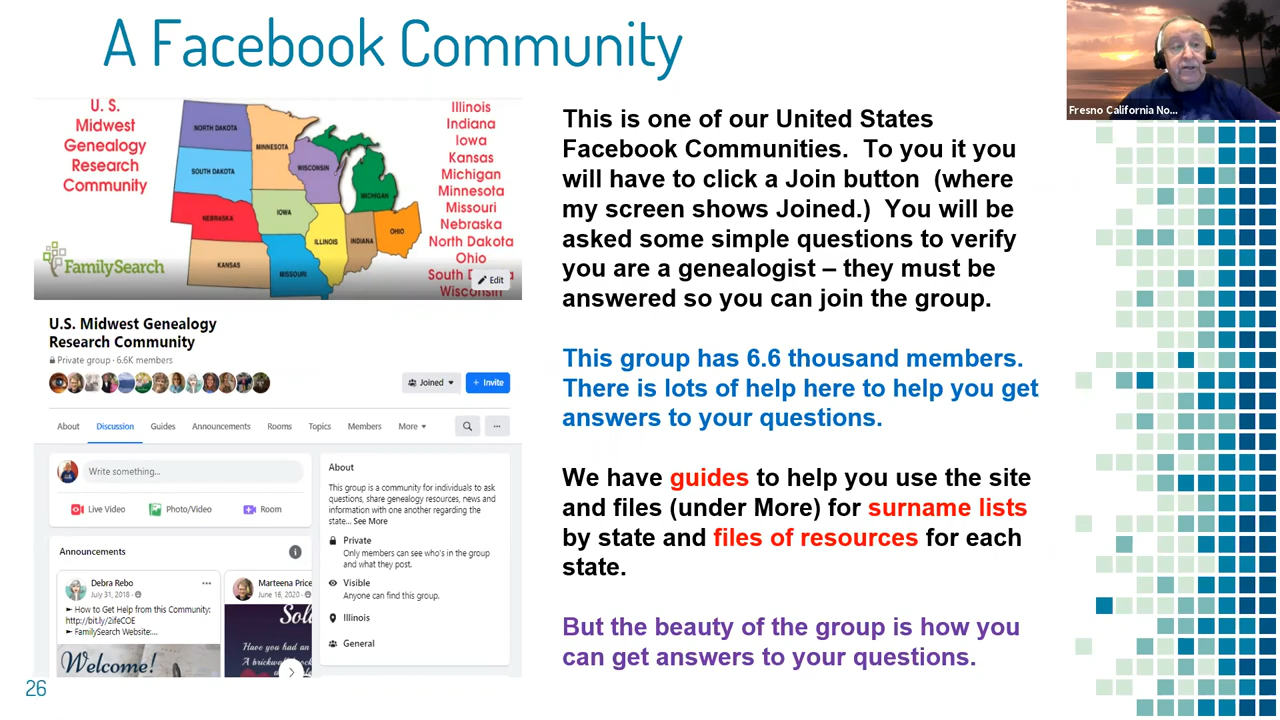 A Facebook Community
Fresno California No...
U. S.
Midwest
Genealogy
Research
Community
NORTH DAKOTA
SOUTH DAKOTA
NEBRASKA
KANSAS
MINNESOTA
IOWA
MISSOURI
WISCONSIN
ILLINOIS
MICHIGAN
INDIANA
OHIO
Illinois
Indiana
Iowa
Kansas
Michigan
Minnesota
Missouri
Nebraska
North Dakota
Ohio
Wisconsin
FamilySearch
Edit
U.S. Midwest Genealogy
Research Community
Private group · 6.6K members
Joined
+ Invite
About Discussion Guides Announcements Rooms Topics Members More
Write something...
Live Video Photo/Video Room
Announcements
Debra Rebo
July 31, 2018 ·
► How to Get Help from this Community:
http://bit.ly/2ifeCOE
► FamilySearch Website:...
Welcome!
Marteena Price
June 16, 2020 ·
Have you had an
A brickwall
About
This group is a community for individuals to ask
questions, share genealogy resources, news and
information with one another regarding the
state... See More
Private
Only members can see who's in the group
and what they post.
Visible
Anyone can find this group.
Illinois
General
This is one of our United States
Facebook Communities. To you it you
will have to click a Join button (where
my screen shows Joined.) You will be
asked some simple questions to verify
you are a genealogist – they must be
answered so you can join the group.
This group has 6.6 thousand members.
There is lots of help here to help you get
answers to your questions.
We have guides to help you use the site
and files (under More) for surname lists
by state and files of resources for each
state.
But the beauty of the group is how you
can get answers to your questions.
26